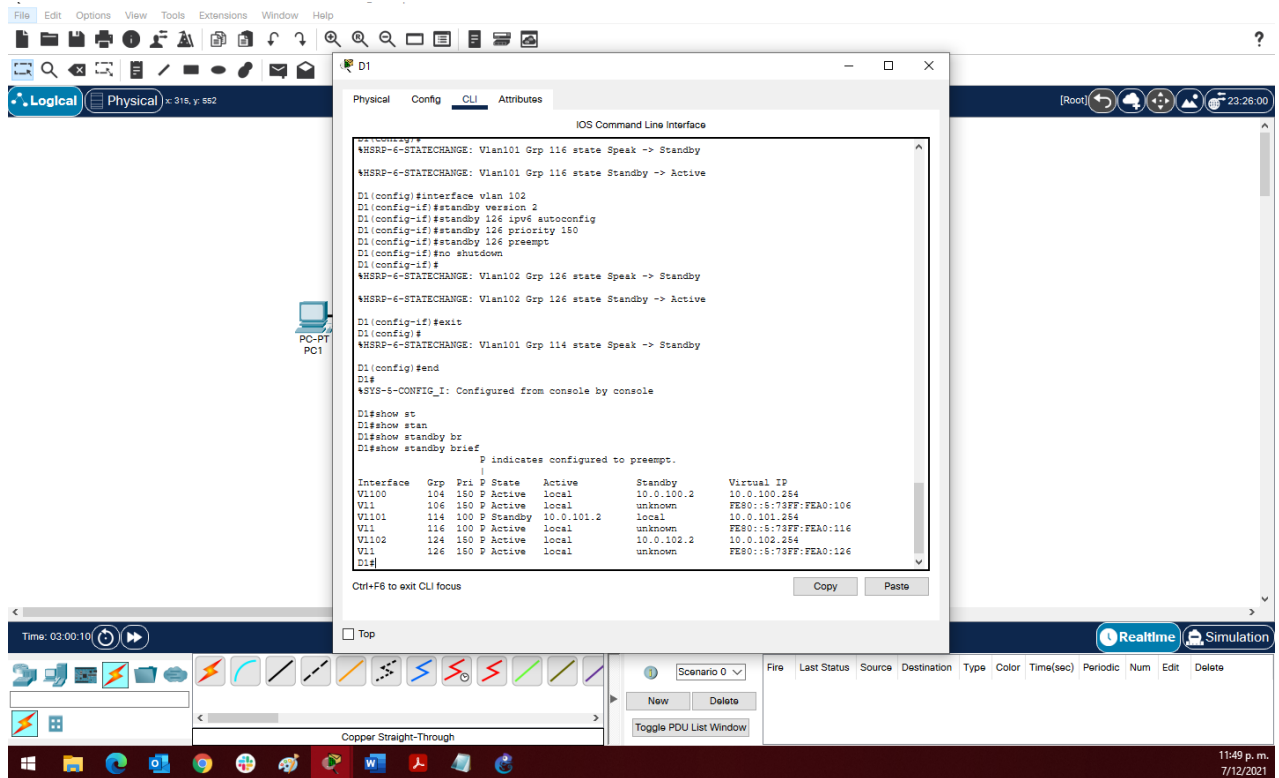 File Edit Options View Tools Extensions Window Help
?
D1
Logical Physical x: 315, y: 552
[Root] 23:26:00
Physical Config CLI Attributes
IOS Command Line Interface
D1(config)#
%HSRP-6-STATECHANGE: Vlan101 Grp 116 state Speak -> Standby
%HSRP-6-STATECHANGE: Vlan101 Grp 116 state Standby -> Active
D1(config)#interface vlan 102
D1(config-if)#standby version 2
D1(config-if)#standby 126 ipv6 autoconfig
D1(config-if)#standby 126 priority 150
D1(config-if)#standby 126 preempt
D1(config-if)#no shutdown
D1(config-if)#
%HSRP-6-STATECHANGE: Vlan102 Grp 126 state Speak -> Standby
%HSRP-6-STATECHANGE: Vlan102 Grp 126 state Standby -> Active
D1(config-if)#exit
D1(config)#
%HSRP-6-STATECHANGE: Vlan101 Grp 114 state Speak -> Standby
D1(config)#end
D1#
%SYS-5-CONFIG_I: Configured from console by console
D1#show st
D1#show stan
D1#show standby br
D1#show standby brief
P indicates configured to preempt.
|
Interface Grp Pri P State Active Standby Virtual IP
Vl100 104 150 P Active local 10.0.100.2 10.0.100.254
Vl1 106 150 P Active local unknown FE80::5:73FF:FEA0:106
Vl101 114 100 P Standby 10.0.101.2 local 10.0.101.254
Vl1 116 100 P Active local unknown FE80::5:73FF:FEA0:116
Vl102 124 150 P Active local 10.0.102.2 10.0.102.254
Vl1 126 150 P Active local unknown FE80::5:73FF:FEA0:126
D1#
Ctrl+F6 to exit CLI focus Copy Paste
Top
PC-PT
PC1
Time: 03:00:10 Realtime Simulation
Scenario 0
New Delete
Toggle PDU List Window
Fire Last Status Source Destination Type Color Time(sec) Periodic Num Edit Delete
Copper Straight-Through
11:49 p. m.
7/12/2021